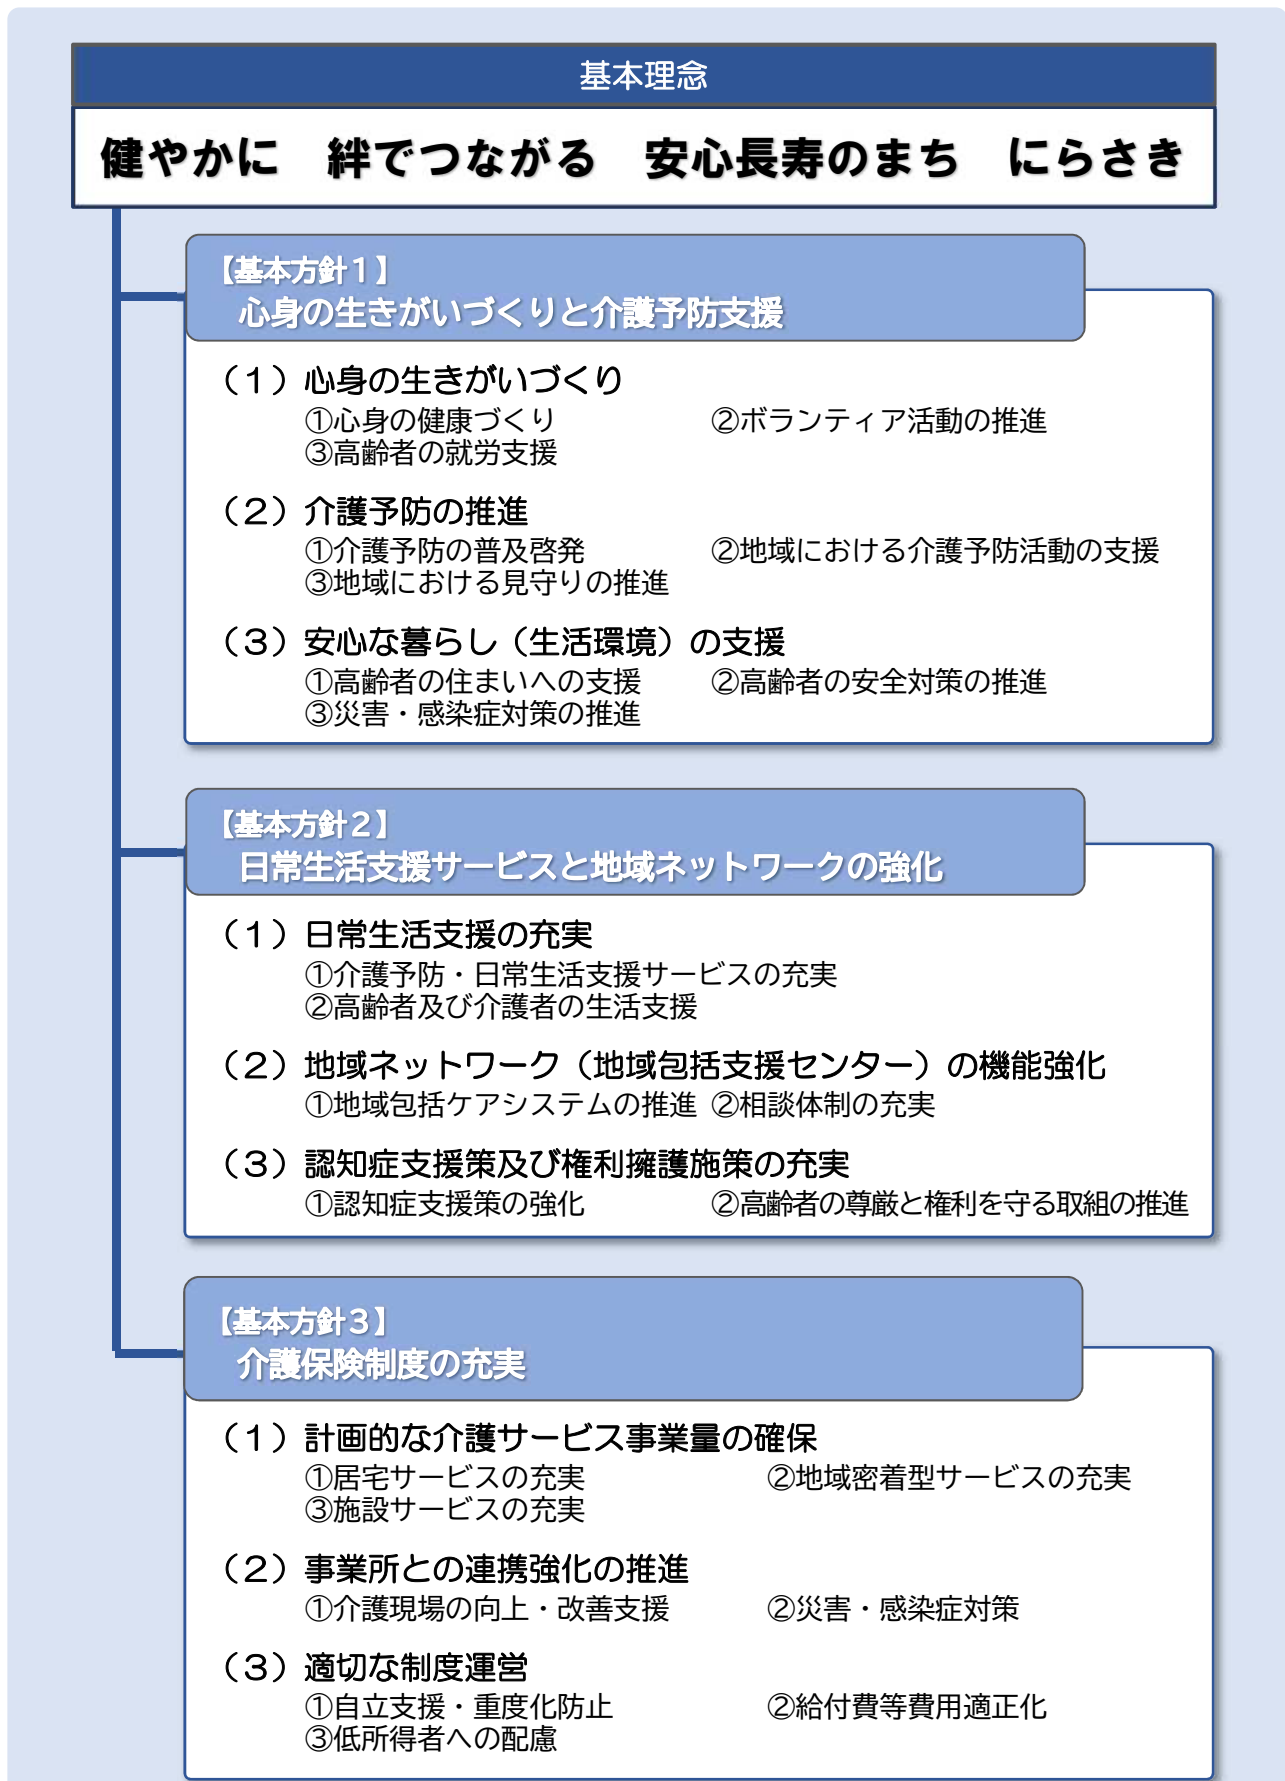 基本理念
健やかに　絆でつながる　安心長寿のまち　にらさき
【基本方針１】
心身の生きがいづくりと介護予防支援
（１）心身の生きがいづくり
①心身の健康づくり　②ボランティア活動の推進
③高齢者の就労支援
（２）介護予防の推進
①介護予防の普及啓発　②地域における介護予防活動の支援
③地域における見守りの推進
（３）安心な暮らし（生活環境）の支援
①高齢者の住まいへの支援　②高齢者の安全対策の推進
③災害・感染症対策の推進
【基本方針２】
日常生活支援サービスと地域ネットワークの強化
（１）日常生活支援の充実
①介護予防・日常生活支援サービスの充実
②高齢者及び介護者の生活支援
（２）地域ネットワーク（地域包括支援センター）の機能強化
①地域包括ケアシステムの推進　②相談体制の充実
（３）認知症支援策及び権利擁護施策の充実
①認知症支援策の強化　②高齢者の尊厳と権利を守る取組の推進
【基本方針３】
介護保険制度の充実
（１）計画的な介護サービス事業量の確保
①居宅サービスの充実　②地域密着型サービスの充実
③施設サービスの充実
（２）事業所との連携強化の推進
①介護現場の向上・改善支援　②災害・感染症対策
（３）適切な制度運営
①自立支援・重度化防止　②給付費等費用適正化
③低所得者への配慮